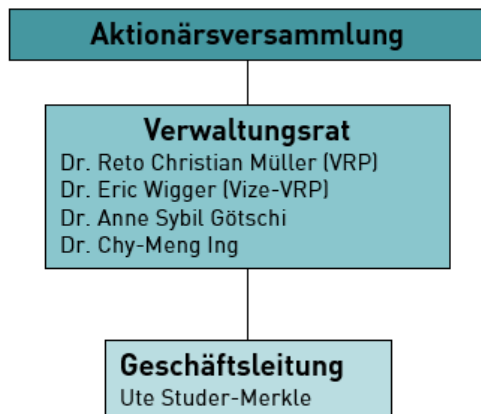 Aktionärsversammlung
Verwaltungsrat
Dr. Reto Christian Müller (VRP)
Dr. Eric Wigger (Vize-VRP)
Dr. Anne Sybil Götschi
Dr. Chy-Meng Ing
Geschäftsleitung
Ute Studer-Merkle